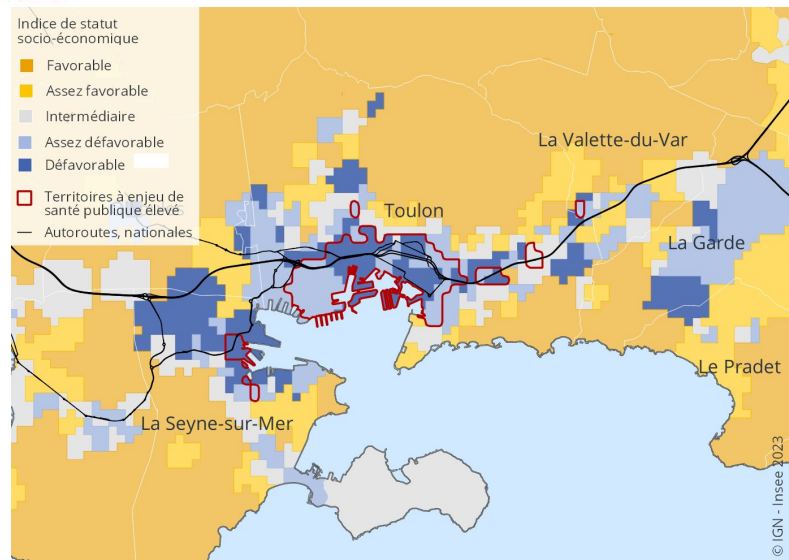 Indice de statut
socio-économique
Favorable
Assez favorable
Intermédiaire
Assez défavorable
Défavorable
Territoires à enjeu de
santé publique élevé
Autoroutes, nationales
La Valette-du-Var
Toulon
La Garde
Le Pradet
La Seyne-sur-Mer
© IGN - Insee 2023